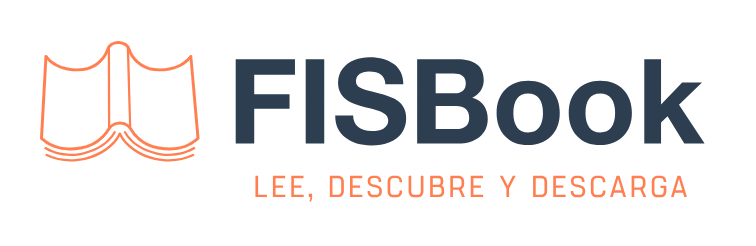 FISBook
LEE, DESCUBRE Y DESCARGA